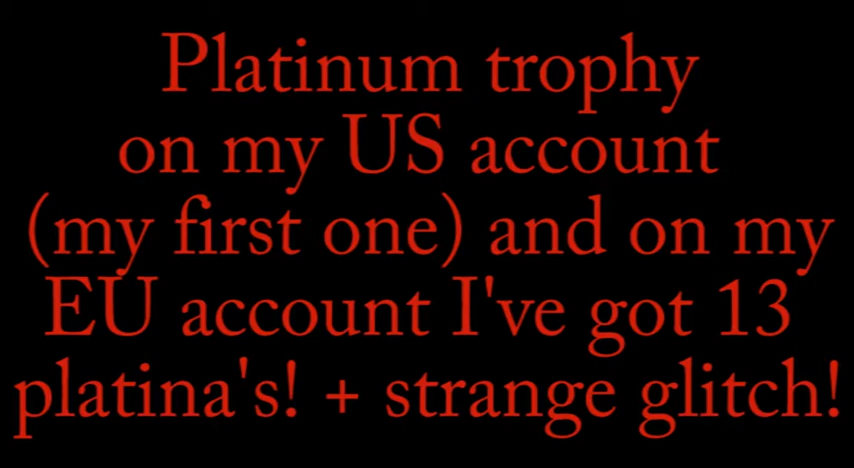 Platinum trophy
on my US account
(my first one) and on my
EU account I've got 13
platina's! + strange glitch!